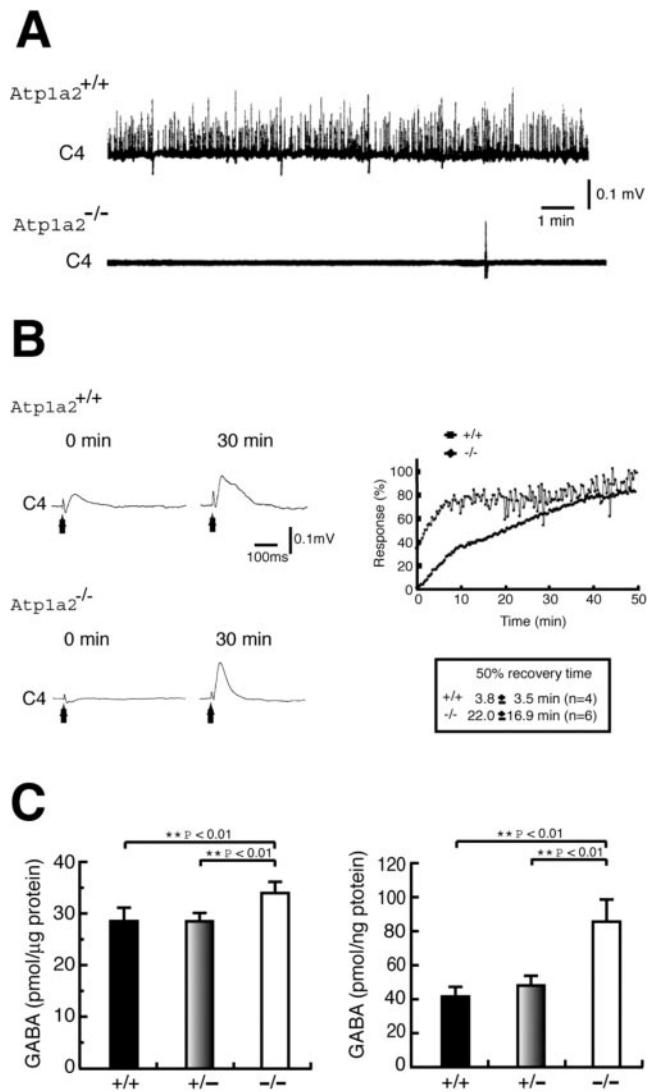 A
Atp1a2+/+
C4
0.1 mV
1 min
Atp1a2-/-
C4
B
Atp1a2+/+
0 min 30 min
C4
100ms 0.1mV
Atp1a2-/-
0 min 30 min
C4
+/+
-/-
Response (%)
100
80
60
40
20
0
0 10 20 30 40 50
Time (min)
50% recovery time
+/+ 3.8 ± 3.5 min (n=4)
-/- 22.0 ± 16.9 min (n=6)
C
** P < 0.01
** P < 0.01
GABA (pmol/μg protein)
40
30
20
10
0
+/+ +/− −/−
** P < 0.01
** P < 0.01
GABA (pmol/ng ptotein)
120
100
80
60
40
20
0
+/+ +/− −/−